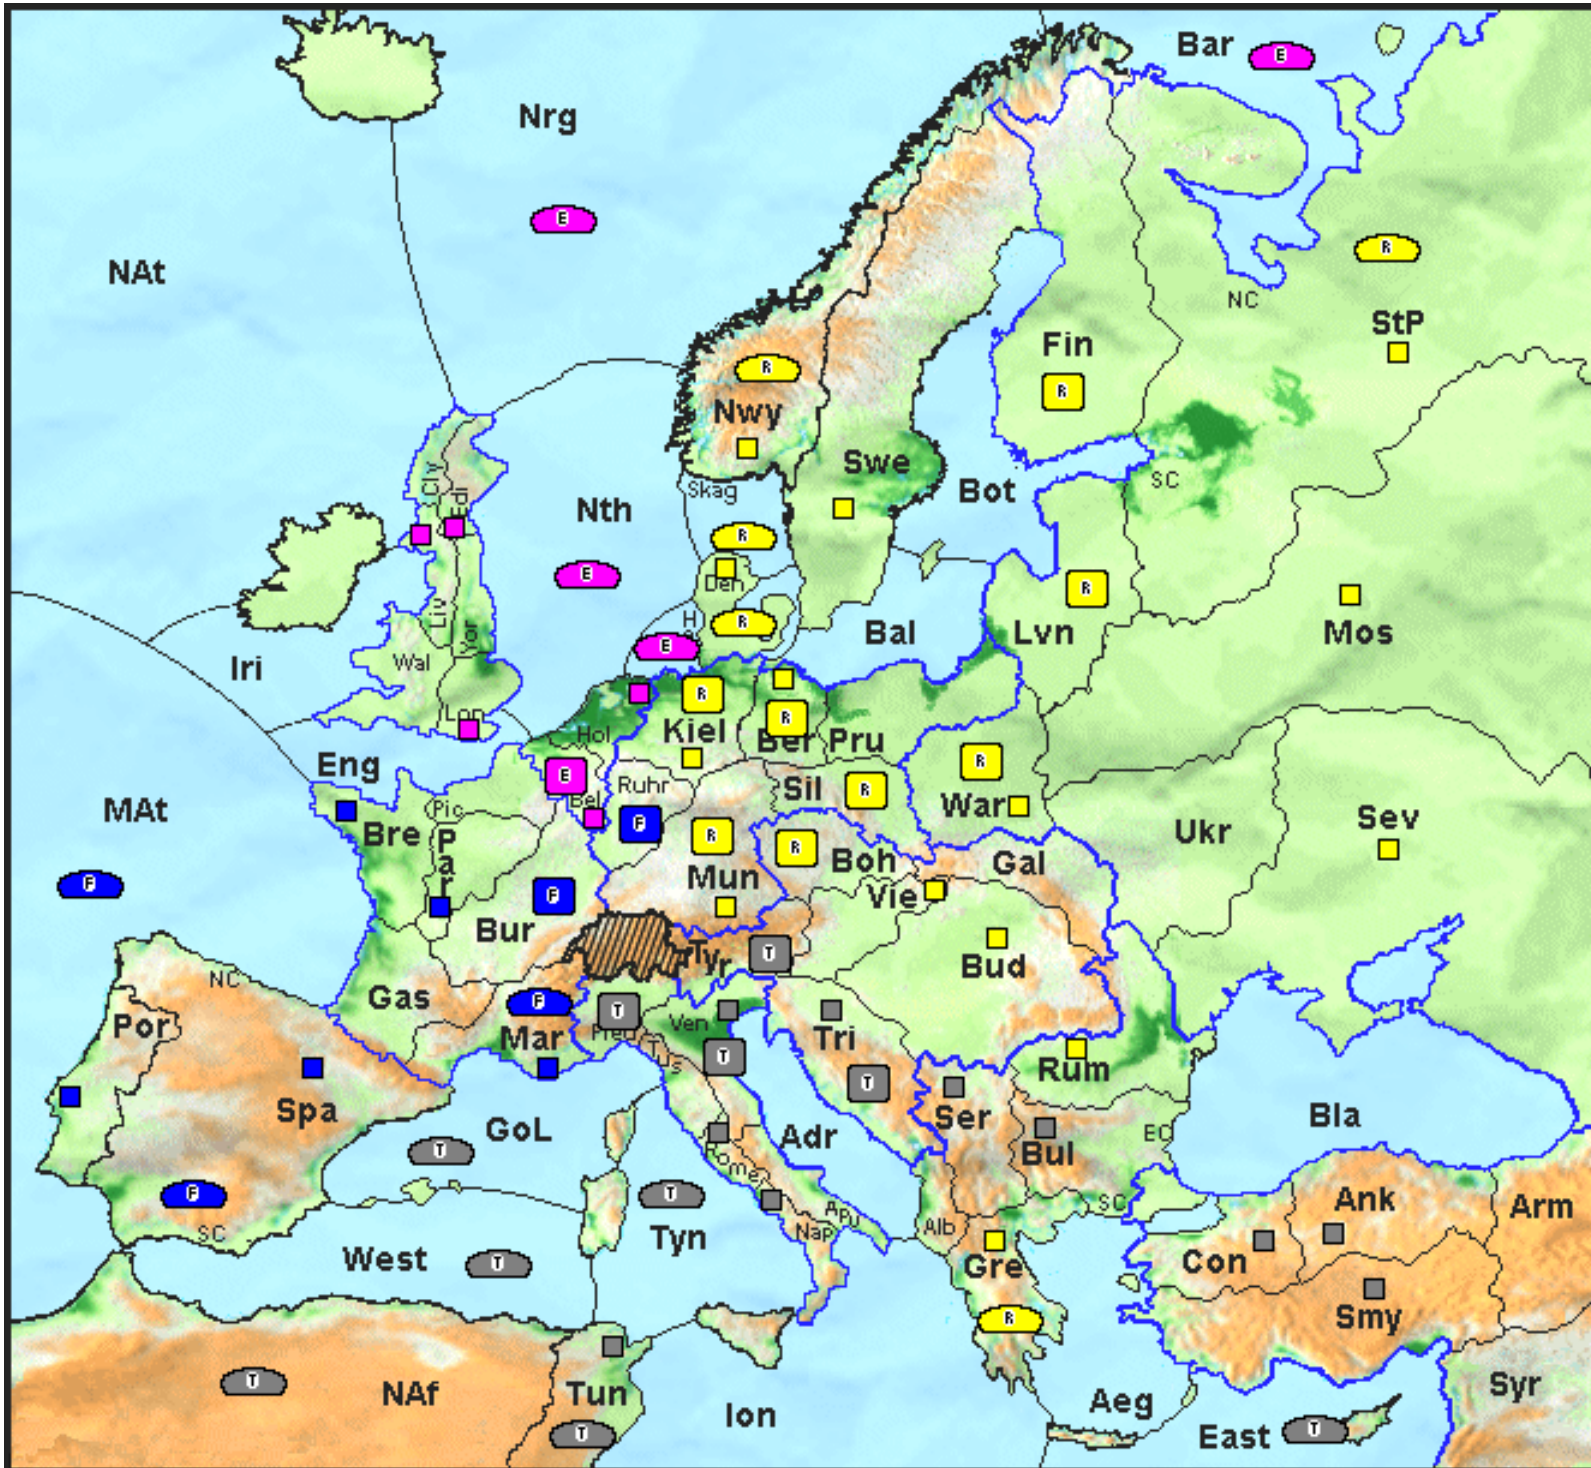 Bar
E
Nrg
E
NAt
R
NC
StP
Fin
R
R
Nwy
Swe
SC
Cly
Edi
Skag
Bot
Nth
R
E
Den
R
Liv
Yor
R
Bal
Lvn
Mos
Iri
Wal
E
Lon
R
Hol
Kiel
R
Ber
Pru
R
Eng
E
Ruhr
Sil
R
War
MAt
Pic
Bel
Bre
Par
F
R
R
Boh
Gal
Ukr
Sev
F
Mun
Vie
F
Bur
Tyr
T
Bud
NC
Gas
F
T
Por
Mar
Pied
Ven
Tri
Tus
T
Rum
T
Spa
Ser
GoL
Adr
Bla
Bul
EC
T
Rome
F
T
Ank
SC
Apu
SC
Arm
Tyn
Nap
Alb
West
T
Gre
Con
R
Smy
T
NAf
Tun
Ion
Aeg
Syr
T
East
T